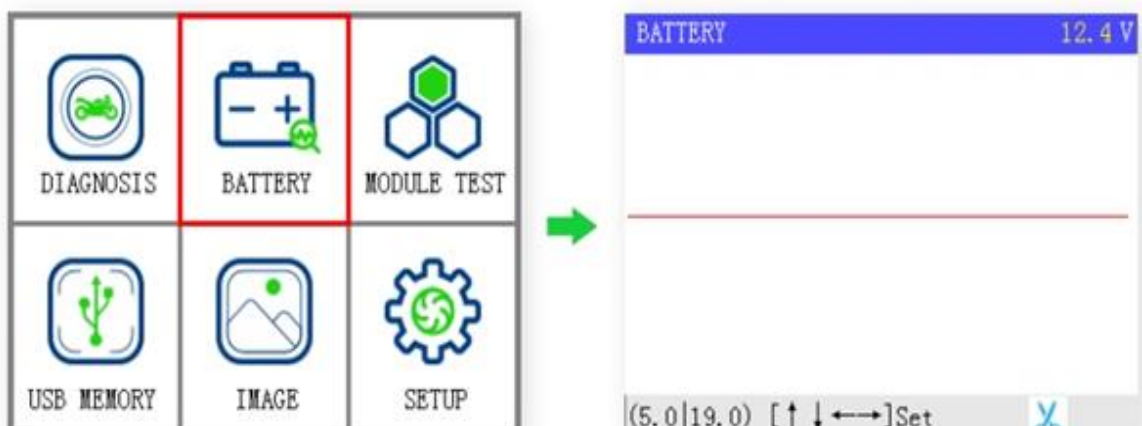 DIAGNOSIS
BATTERY
MODULE TEST
USB MEMORY
IMAGE
SETUP
BATTERY 12.4 V
(5.0|19.0) [↑↓←→]Set